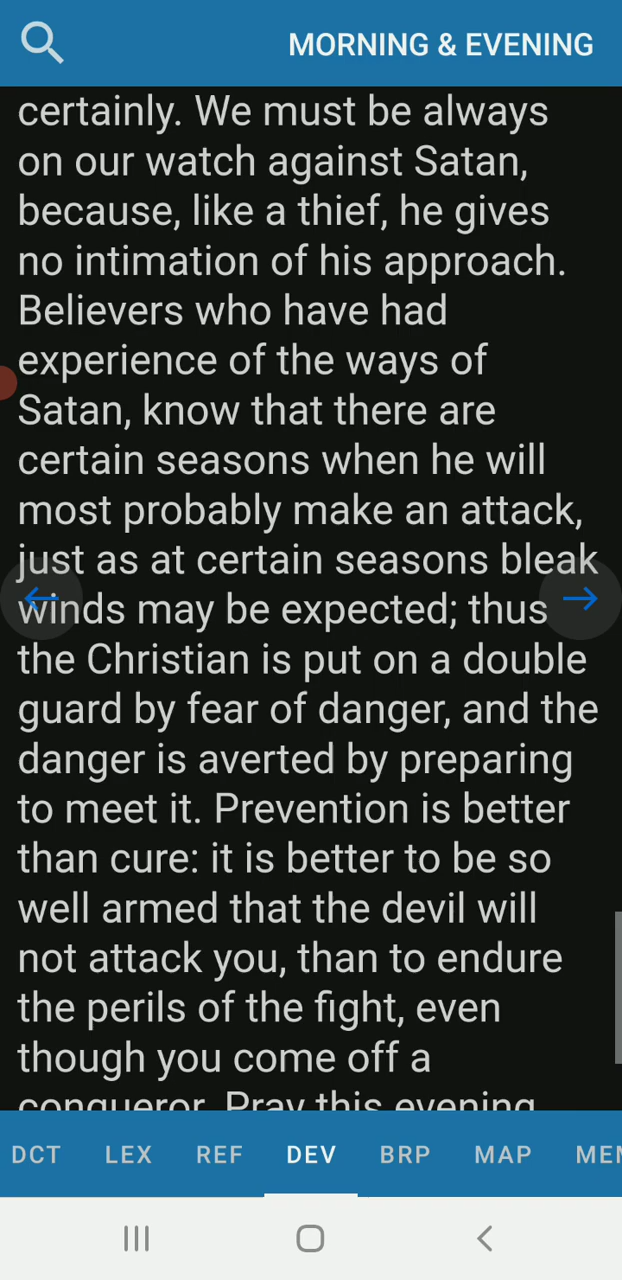 MORNING & EVENING
certainly. We must be always
on our watch against Satan,
because, like a thief, he gives
no intimation of his approach.
Believers who have had
experience of the ways of
Satan, know that there are
certain seasons when he will
most probably make an attack,
just as at certain seasons bleak
winds may be expected; thus
the Christian is put on a double
guard by fear of danger, and the
danger is averted by preparing
to meet it. Prevention is better
than cure: it is better to be so
well armed that the devil will
not attack you, than to endure
the perils of the fight, even
though you come off a
conqueror. Pray this evening
DCT LEX REF DEV BRP MAP MEM